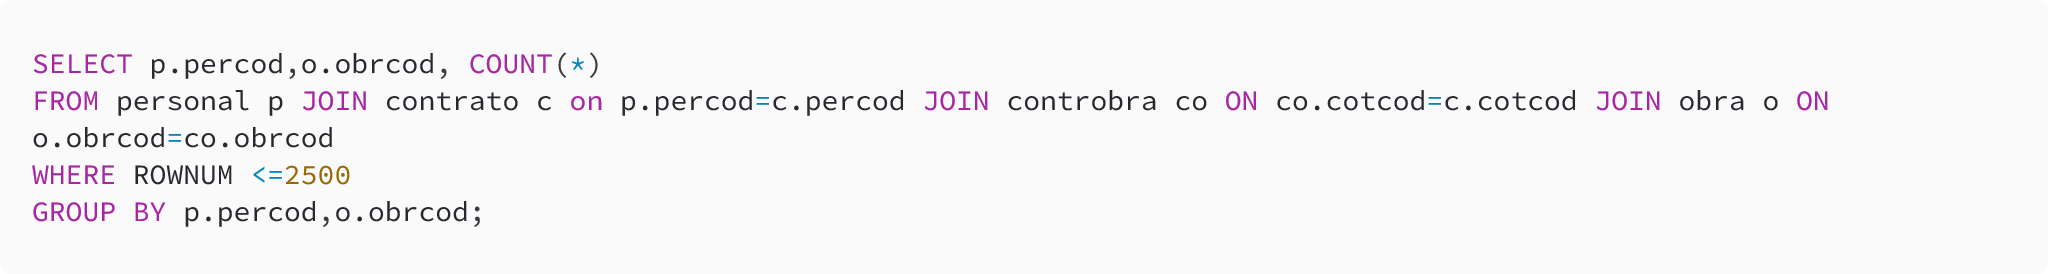 SELECT p.percod,o.obrcod, COUNT(*)
FROM personal p JOIN contrato c on p.percod=c.percod JOIN controbra co ON co.cotcod=c.cotcod JOIN obra o ON
o.obrcod=co.obrcod
WHERE ROWNUM <=2500
GROUP BY p.percod,o.obrcod;